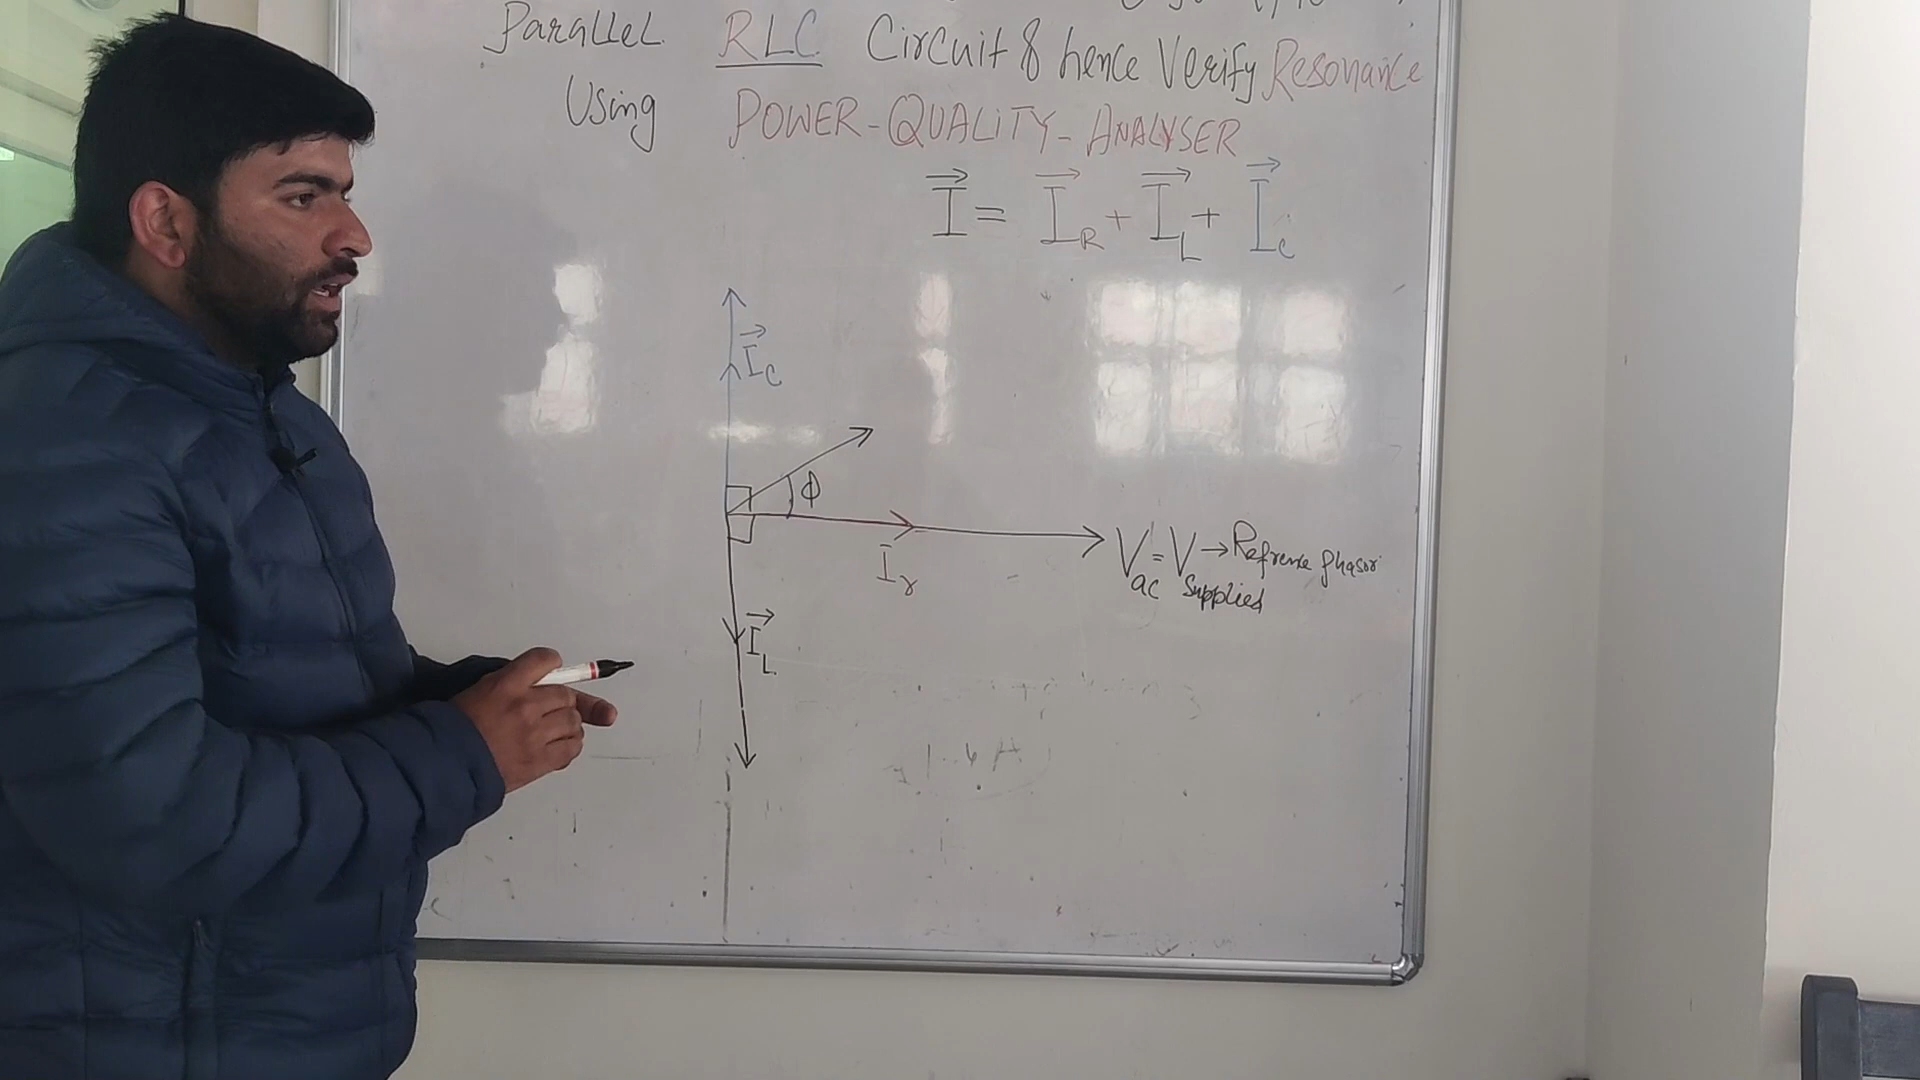 Parallel RLC Circuit & hence Verify Resonance
Using POWER-QUALITY-ANALYSER
I = I_R + I_L + I_C
I_C
ϕ
I_r
V_ac = V_Supplied → Refrence phasor
I_L